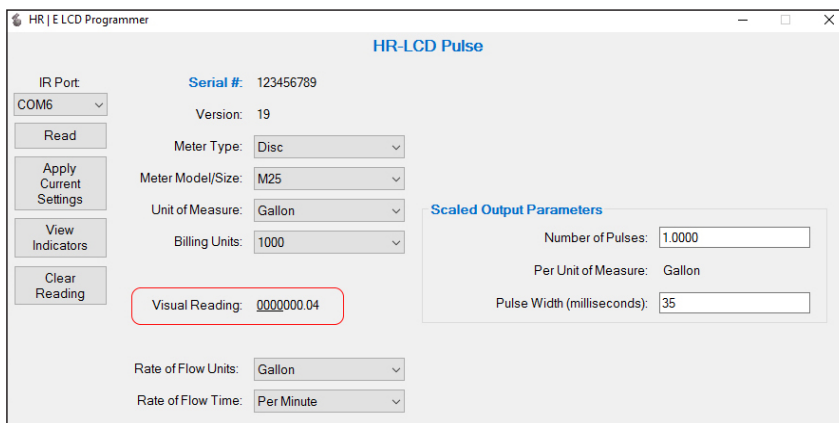 HR | E LCD Programmer
HR-LCD Pulse
IR Port:
COM6
Read
Apply
Current
Settings
View
Indicators
Clear
Reading
Serial #: 123456789
Version: 19
Meter Type: Disc
Meter Model/Size: M25
Unit of Measure: Gallon
Billing Units: 1000
Visual Reading: 0000000.04
Rate of Flow Units: Gallon
Rate of Flow Time: Per Minute
Scaled Output Parameters
Number of Pulses: 1.0000
Per Unit of Measure: Gallon
Pulse Width (milliseconds): 35